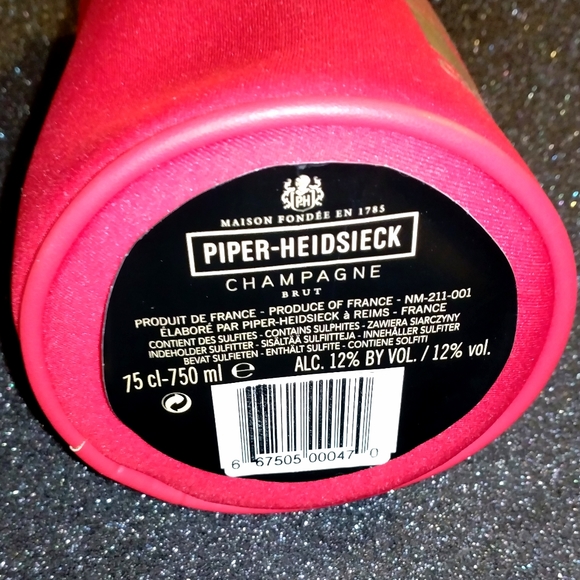 PH
MAISON FONDÉE EN 1785
PIPER-HEIDSIECK
CHAMPAGNE
BRUT
PRODUIT DE FRANCE - PRODUCE OF FRANCE - NM-211-001
ÉLABORÉ PAR PIPER-HEIDSIECK à REIMS - FRANCE
CONTIENT DES SULFITES - CONTAINS SULPHITES - ZAWIERA SIARCZYNY
INDEHOLDER SULFITTER - SISÄLTÄÄ SULFIITTEJA - INNEHÅLLER SULFITER
BEVAT SULFIETEN - ENTHÄLT SULFITE - CONTIENE SOLFITI
75 cl-750 ml e ALC. 12% BY VOL. / 12% vol.
6 67505 00047 0